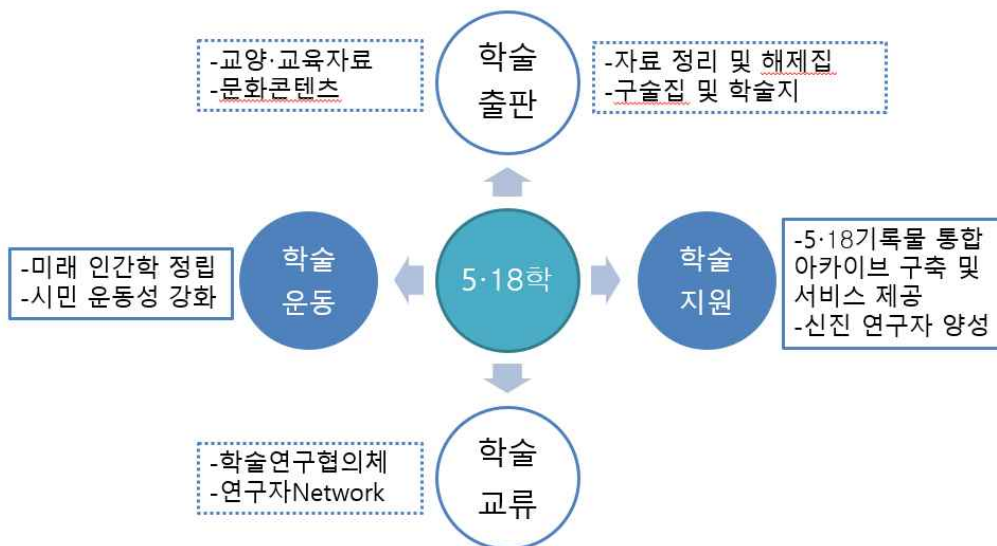 -교양·교육자료
-문화콘텐츠
학술
출판
-자료 정리 및 해제집
-구술집 및 학술지
-미래 인간학 정립
-시민 운동성 강화
학술
운동
5·18학
학술
지원
-5·18기록물 통합
아카이브 구축 및
서비스 제공
-신진 연구자 양성
-학술연구협의체
-연구자Network
학술
교류